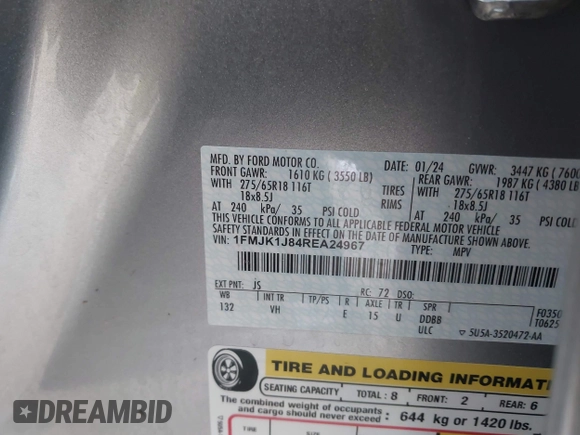 MFD. BY FORD MOTOR CO.
DATE: 01/24 GVWR: 3447 KG (7600
FRONT GAWR: 1610 KG (3550 LB) REAR GAWR: 1987 KG (4380 LB
WITH 275/65R18 116T TIRES WITH 275/65R18 116T
18x8.5J RIMS 18x8.5J
AT 240 kPa/ 35 PSI COLD AT 240 kPa/ 35 PSI COLD
THIS VEHICLE CONFORMS TO ALL APPLICABLE FEDERAL MOTOR VEHICLE
SAFETY STANDARDS IN EFFECT ON THE DATE OF MANUFACTURE SHOWN ABOVE.
VIN: 1FMJK1J84REA24967 TYPE: MPV
EXT PNT: JS RC: 72 DSO:
WB INT TR TP/PS R AXLE TR SPR F0350
132 VH E 15 U DDBB T0625
ULC ▽ 5U5A-3520472-AA
TIRE AND LOADING INFORMAT
SEATING CAPACITY TOTAL: 8 FRONT: 2 REAR: 6
The combined weight of occupants
and cargo should never exceed: 644 kg or 1420 lbs.
DREAMBID